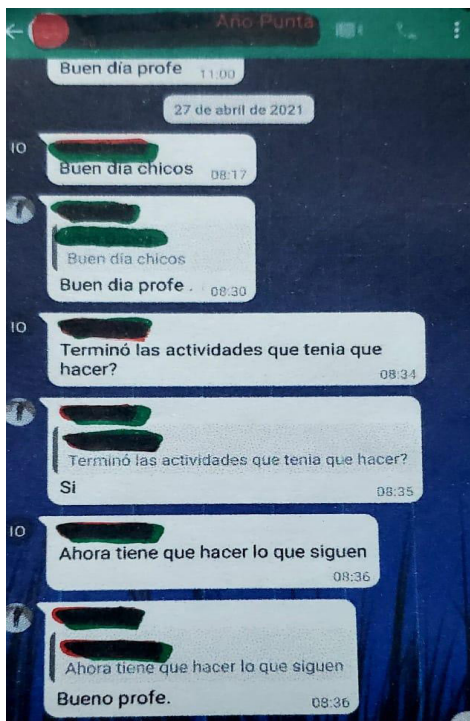 Año Punta
Buen día profe 11:00
27 de abril de 2021
IO
Buen dia chicos 08:17
Buen dia chicos
Buen dia profe . 08:30
IO
Terminó las actividades que tenia que
hacer?
08:34
Terminó las actividades que tenia que hacer?
Si 08:35
IO
Ahora tiene que hacer lo que siguen
08:36
Ahora tiene que hacer lo que siguen
Bueno profe. 08:36